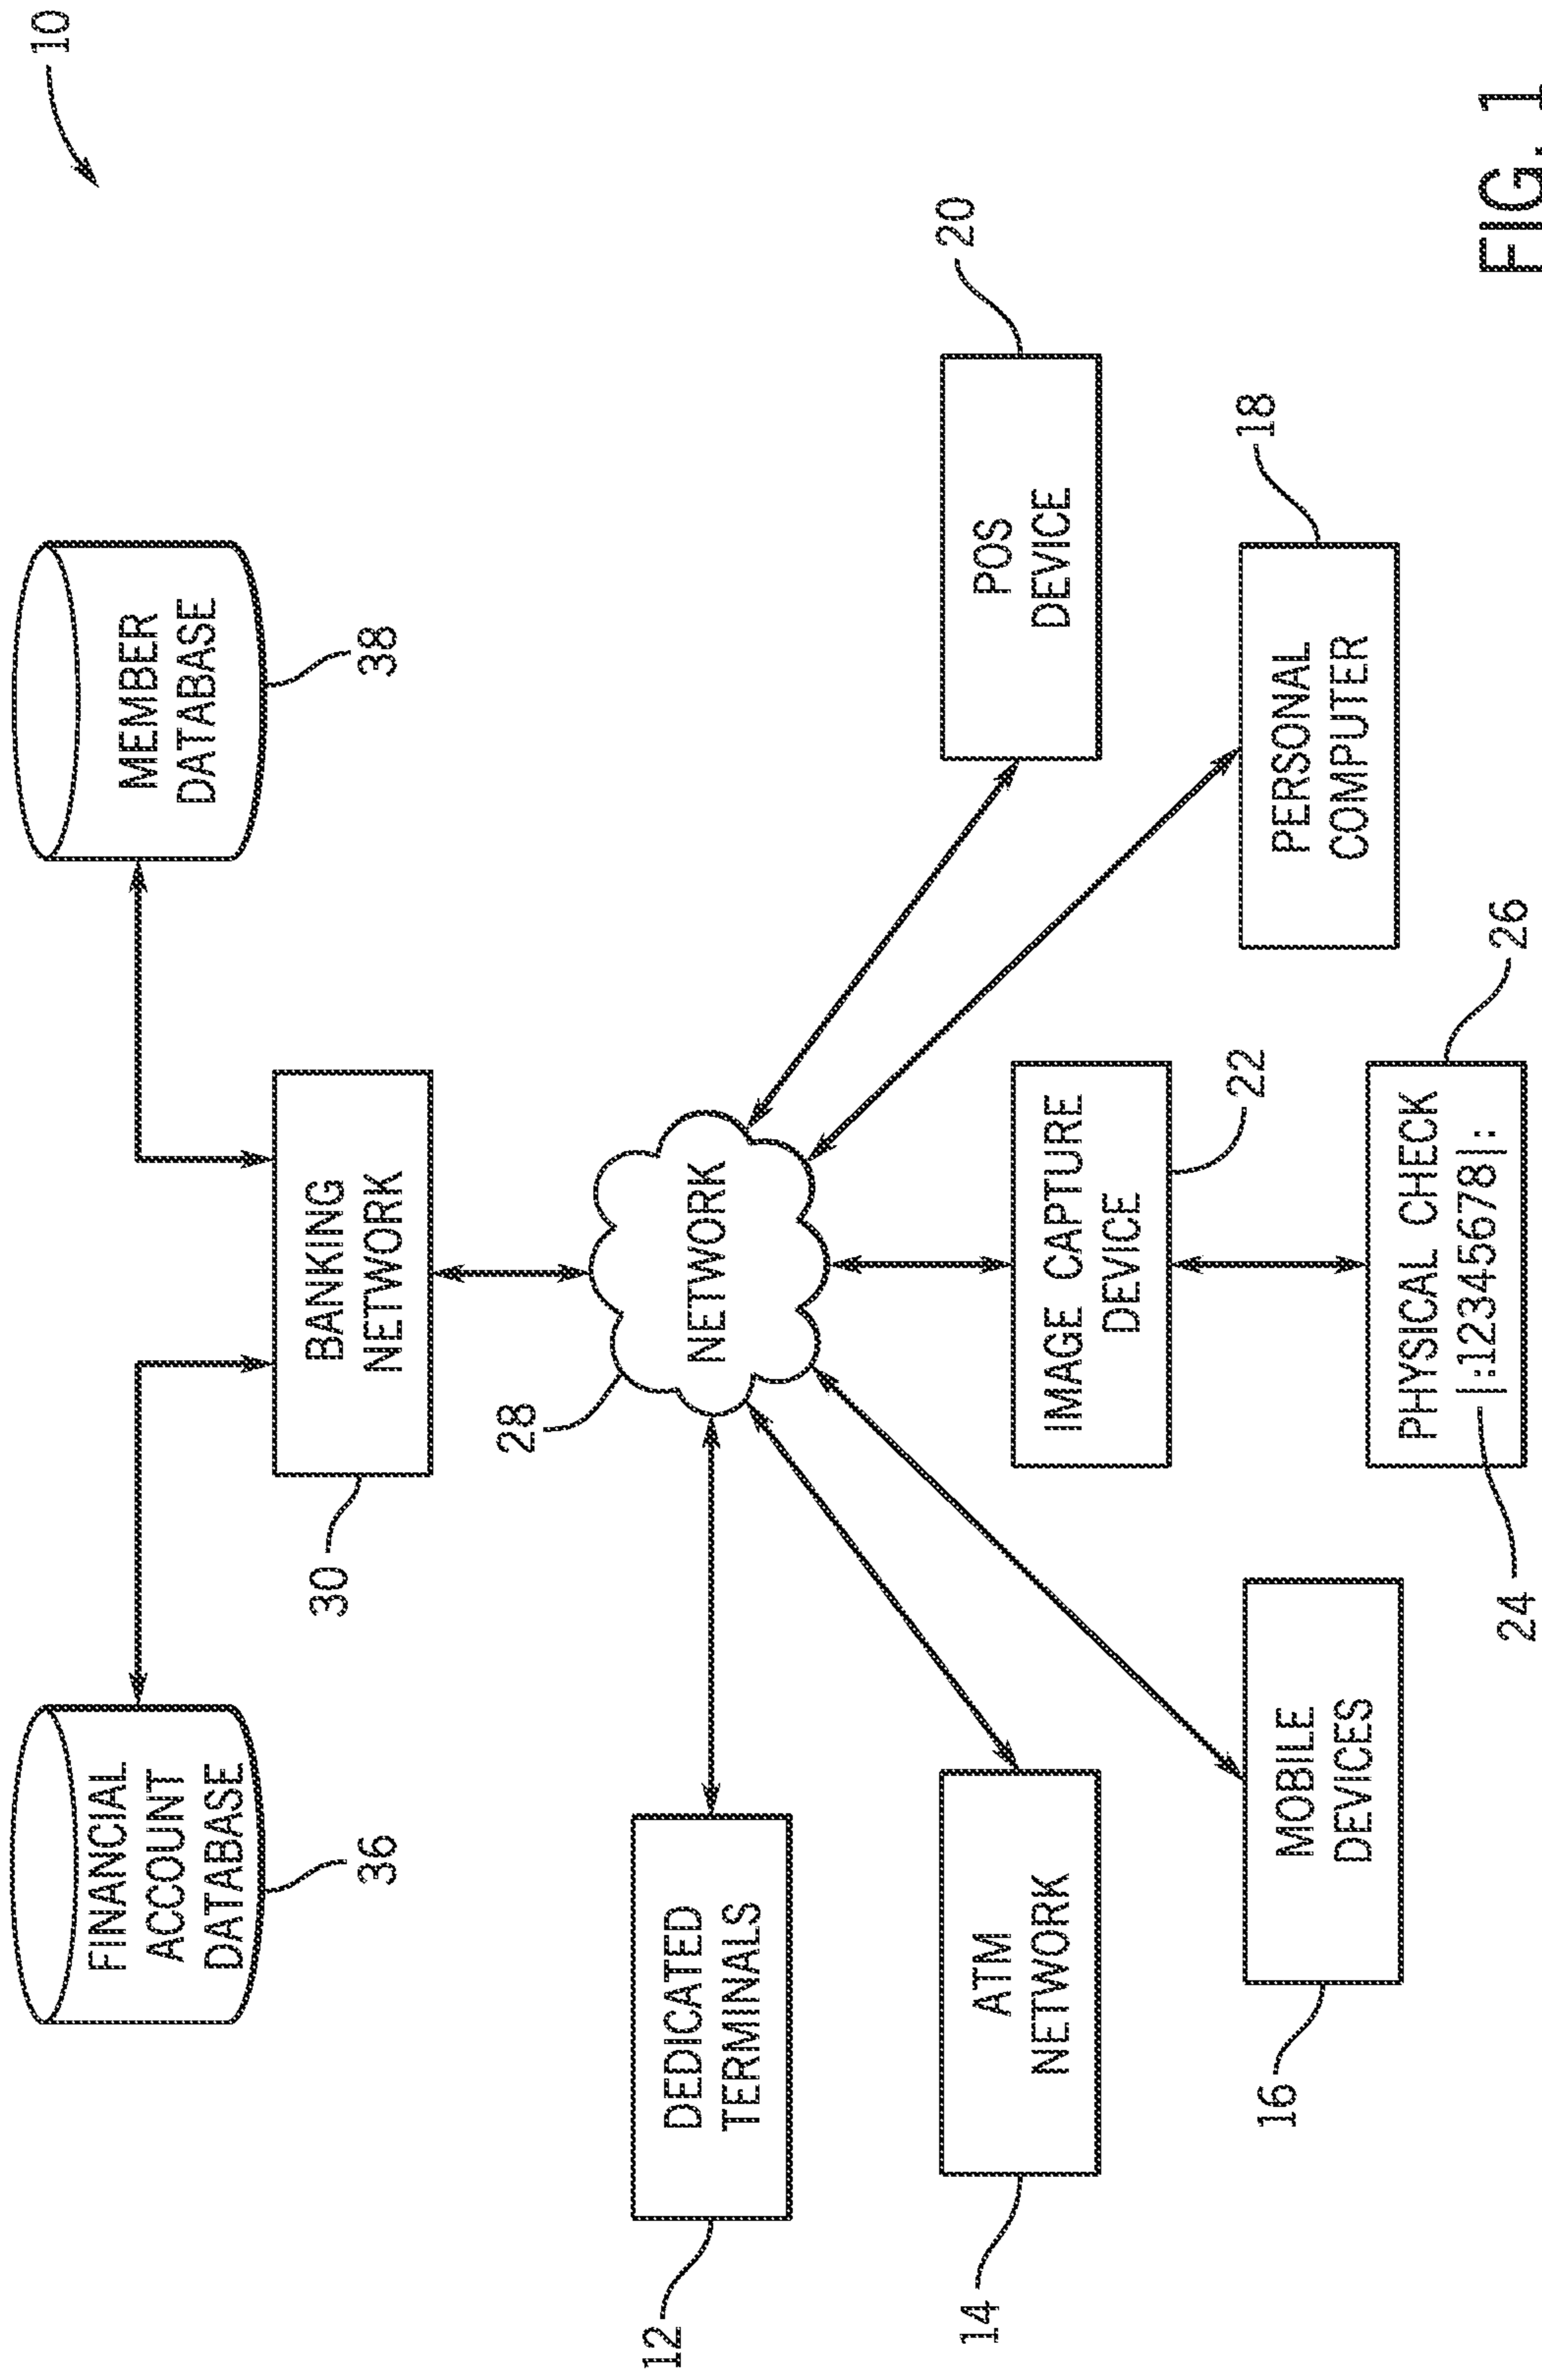 10
FINANCIAL
ACCOUNT
DATABASE
36
MEMBER
DATABASE
38
30
BANKING
NETWORK
28
NETWORK
12
DEDICATED
TERMINALS
14
ATM
NETWORK
POS
DEVICE
20
16
MOBILE
DEVICES
IMAGE CAPTURE
DEVICE
22
PERSONAL
COMPUTER
18
PHYSICAL CHECK
|:12345678|:
24
26
FIG. 1